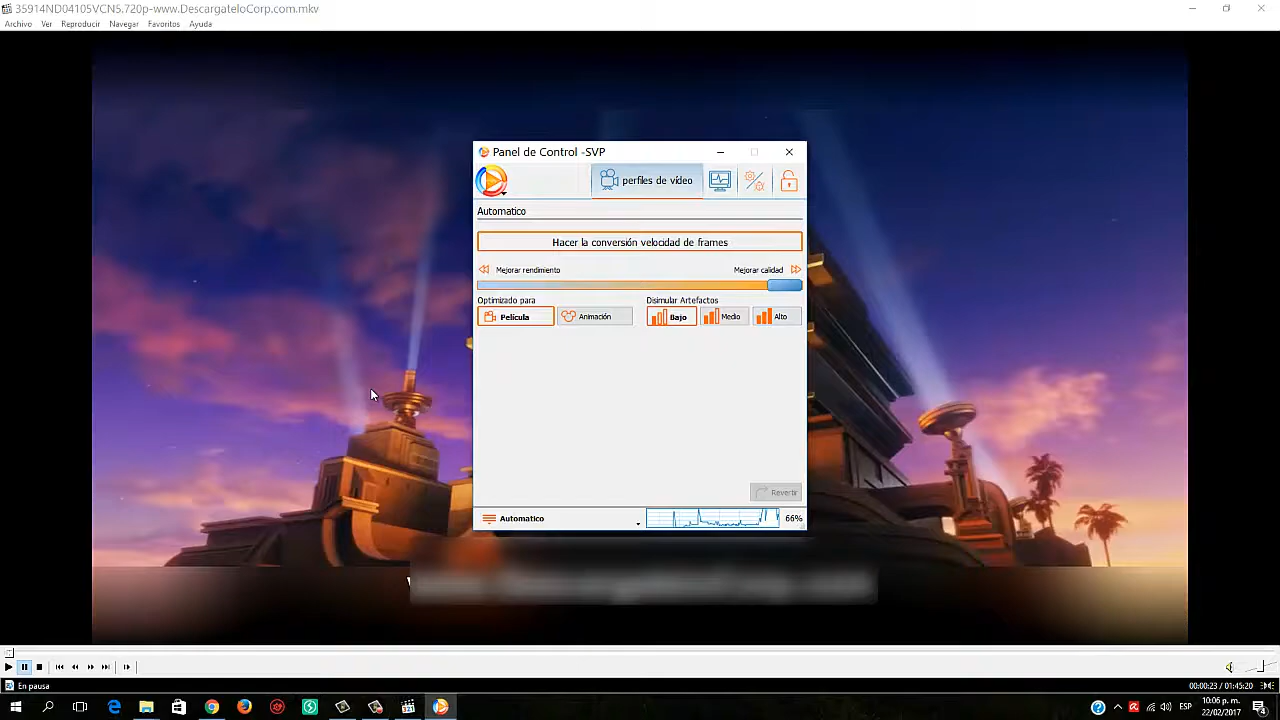 35914ND04105VCN5.720p-www.DescargateloCorp.com.mkv
Archivo Ver Reproducir Navegar Favoritos Ayuda
Panel de Control -SVP
perfiles de vídeo
Automatico
Hacer la conversión velocidad de frames
Mejorar rendimiento Mejorar calidad
Optimizado para Disimular Artefactos
Película Animación Bajo Medio Alto
Revertir
Automatico 66%
En pausa 00:00:23 / 01:45:20
10:06 p. m.
ESP
22/02/2017